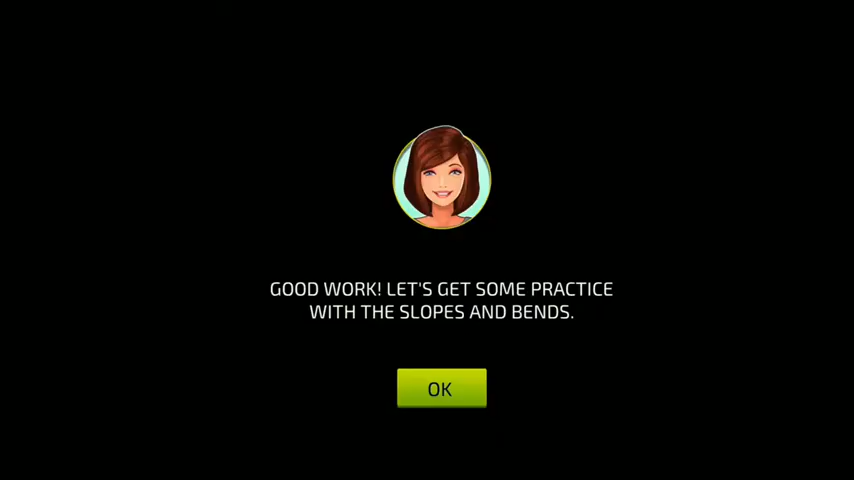 GOOD WORK! LET'S GET SOME PRACTICE
WITH THE SLOPES AND BENDS.
OK